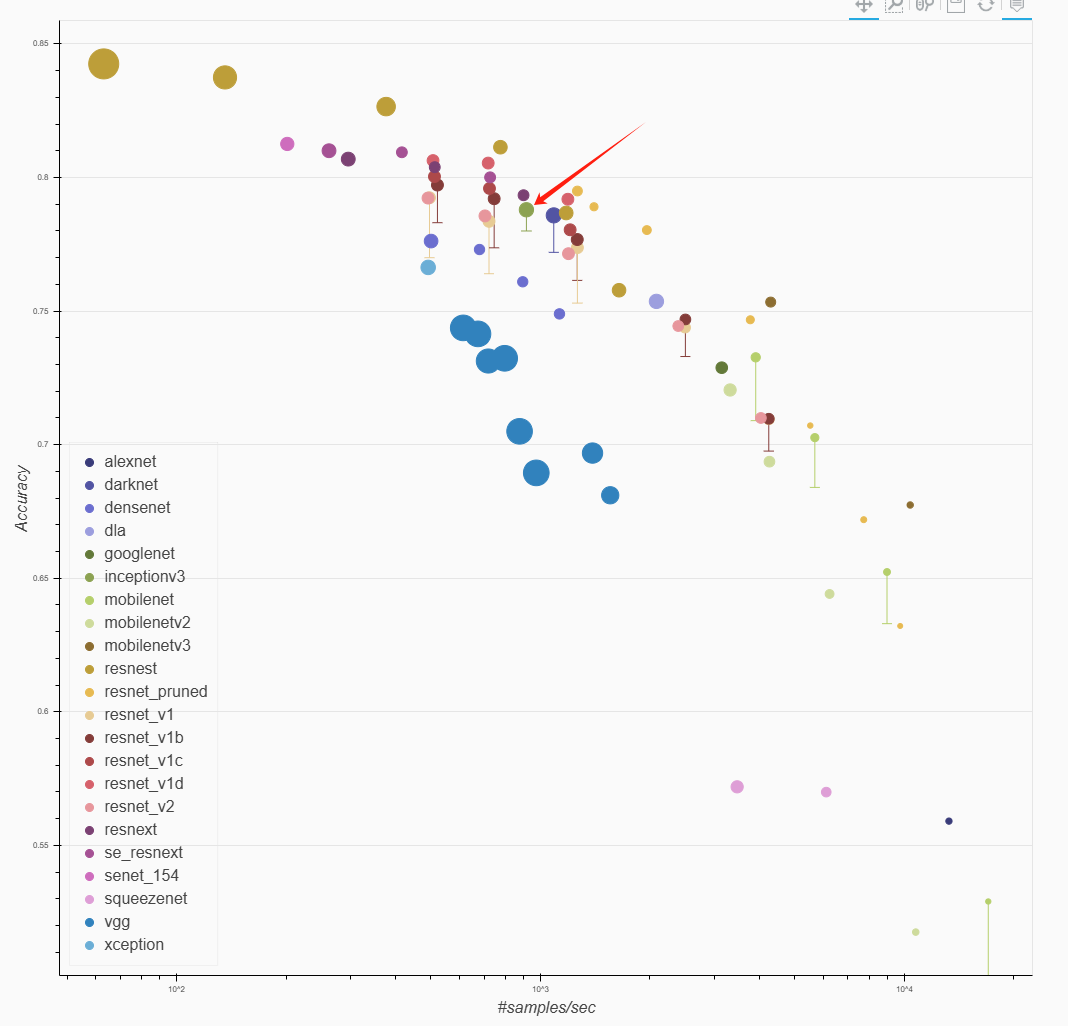 0.85
0.8
0.75
0.7
0.65
0.6
0.55
Accuracy
alexnet
darknet
densenet
dla
googlenet
inceptionv3
mobilenet
mobilenetv2
mobilenetv3
resnest
resnet_pruned
resnet_v1
resnet_v1b
resnet_v1c
resnet_v1d
resnet_v2
resnext
se_resnext
senet_154
squeezenet
vgg
xception
10^2
10^3
10^4
#samples/sec